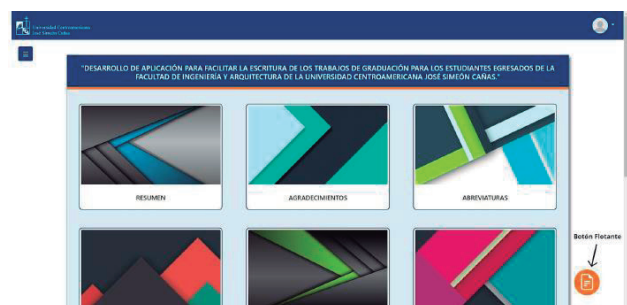 Universidad Centroamericana
José Simeón Cañas
"DESARROLLO DE APLICACIÓN PARA FACILITAR LA ESCRITURA DE LOS TRABAJOS DE GRADUACIÓN PARA LOS ESTUDIANTES EGRESADOS DE LA
FACULTAD DE INGENIERÍA Y ARQUITECTURA DE LA UNIVERSIDAD CENTROAMERICANA JOSÉ SIMEÓN CAÑAS."
RESUMEN
AGRADECIMIENTOS
ABREVIATURAS
Botón Flotante